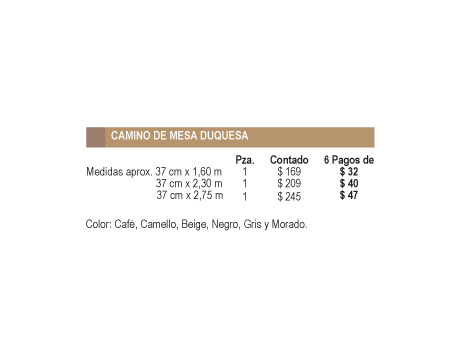 CAMINO DE MESA DUQUESA
Pza. Contado 6 Pagos de
Medidas aprox. 37 cm x 1,60 m 1 $ 169 $ 32
37 cm x 2,30 m 1 $ 209 $ 40
37 cm x 2,75 m 1 $ 245 $ 47
Color: Café, Camello, Beige, Negro, Gris y Morado.